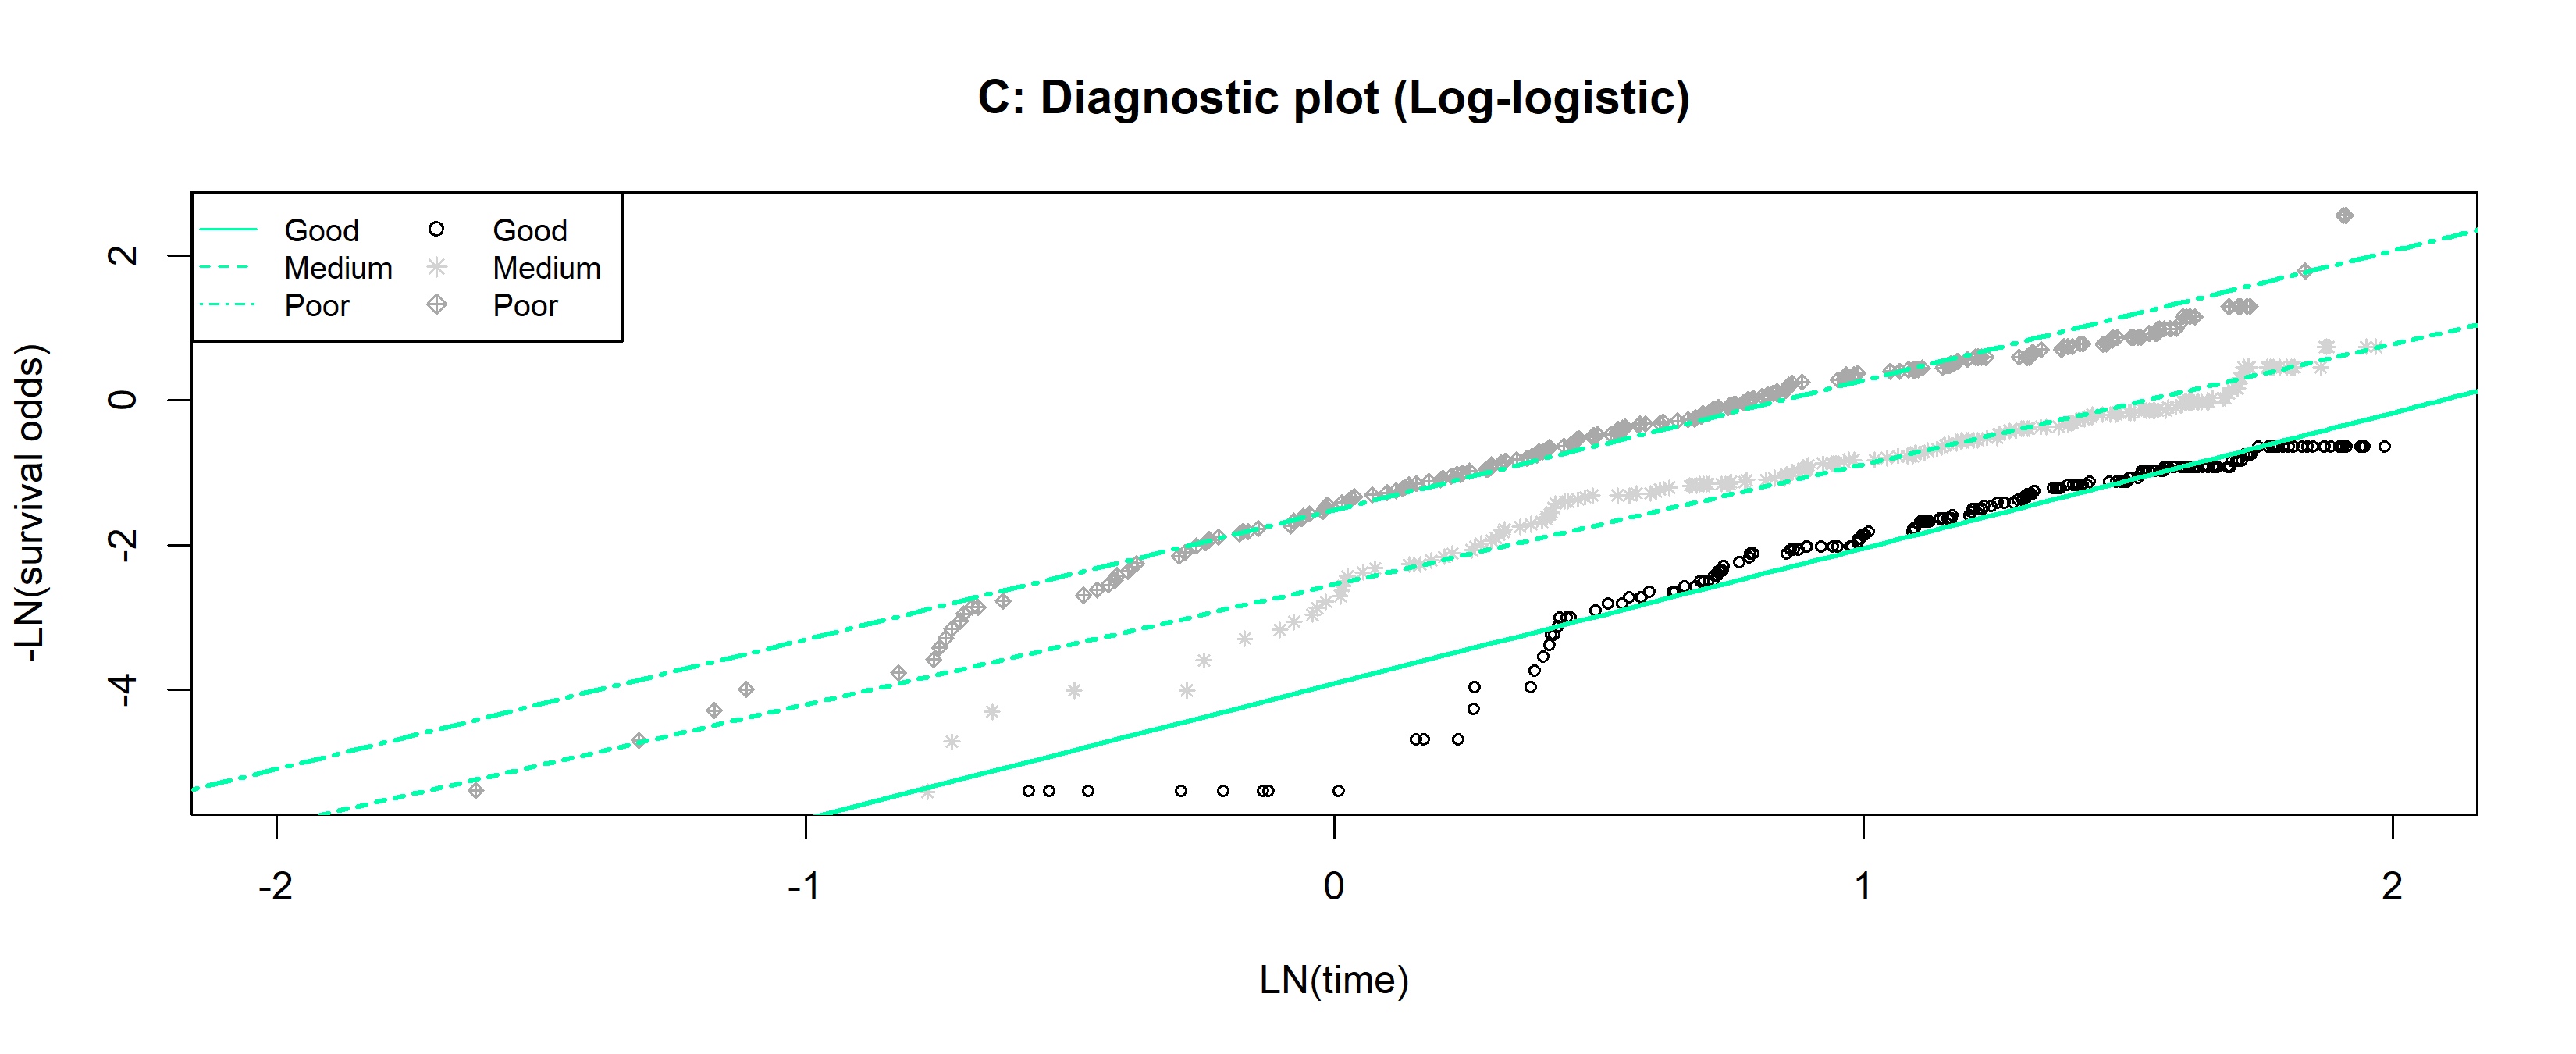 C: Diagnostic plot (Log-logistic)
Good Good
Medium Medium
Poor Poor
-LN(survival odds)
2
0
-2
-4
-2 -1 0 1 2
LN(time)